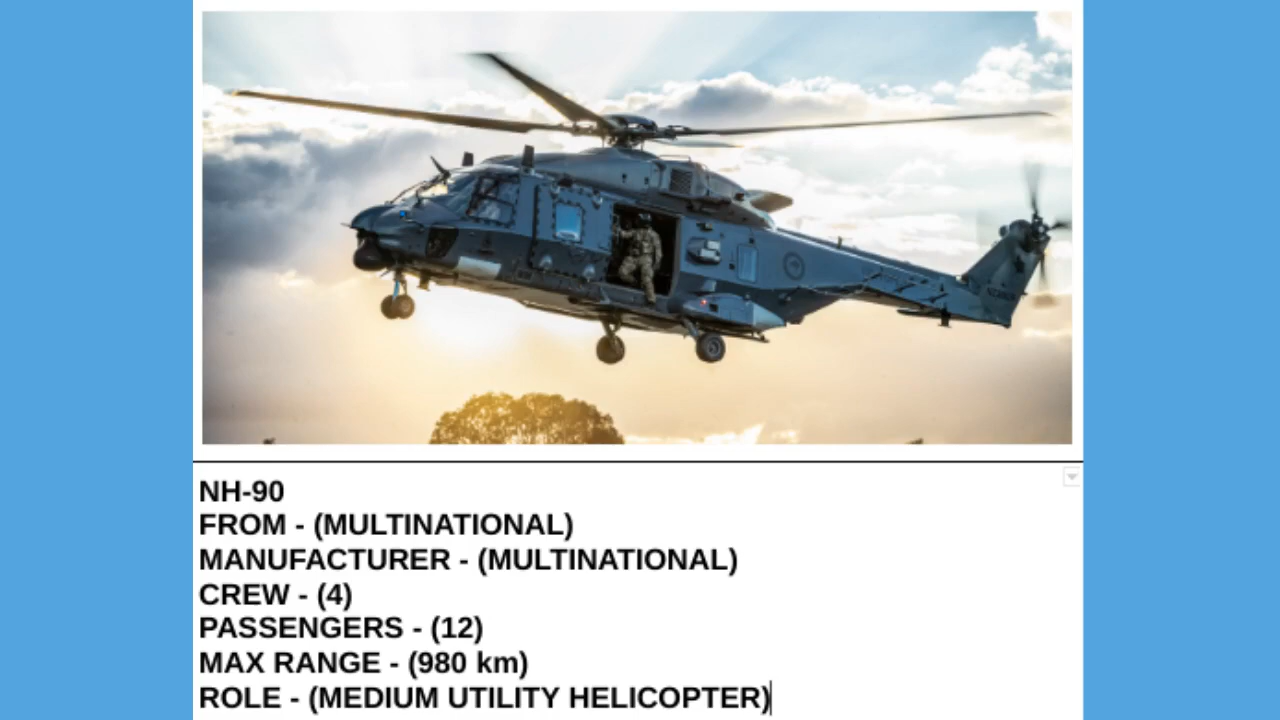 NH-90
FROM - (MULTINATIONAL)
MANUFACTURER - (MULTINATIONAL)
CREW - (4)
PASSENGERS - (12)
MAX RANGE - (980 km)
ROLE - (MEDIUM UTILITY HELICOPTER)